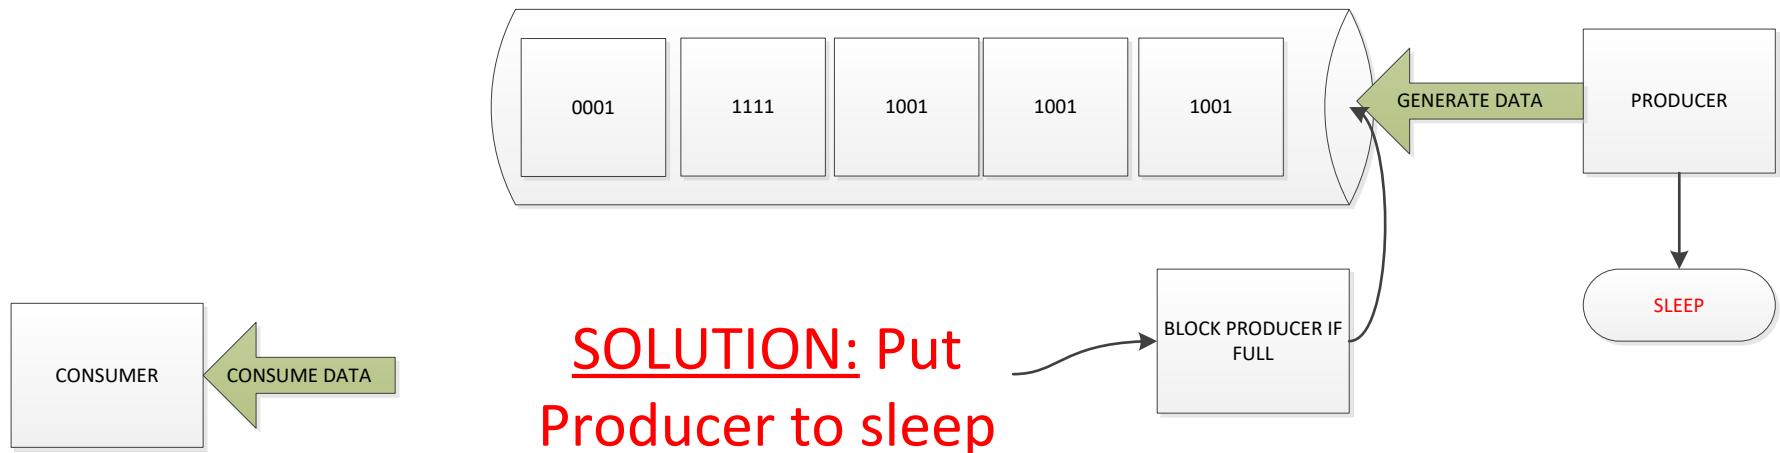 0001
1111
1001
1001
1001
GENERATE DATA
PRODUCER
SLEEP
BLOCK PRODUCER IF
FULL
SOLUTION: Put
Producer to sleep
CONSUME DATA
CONSUMER